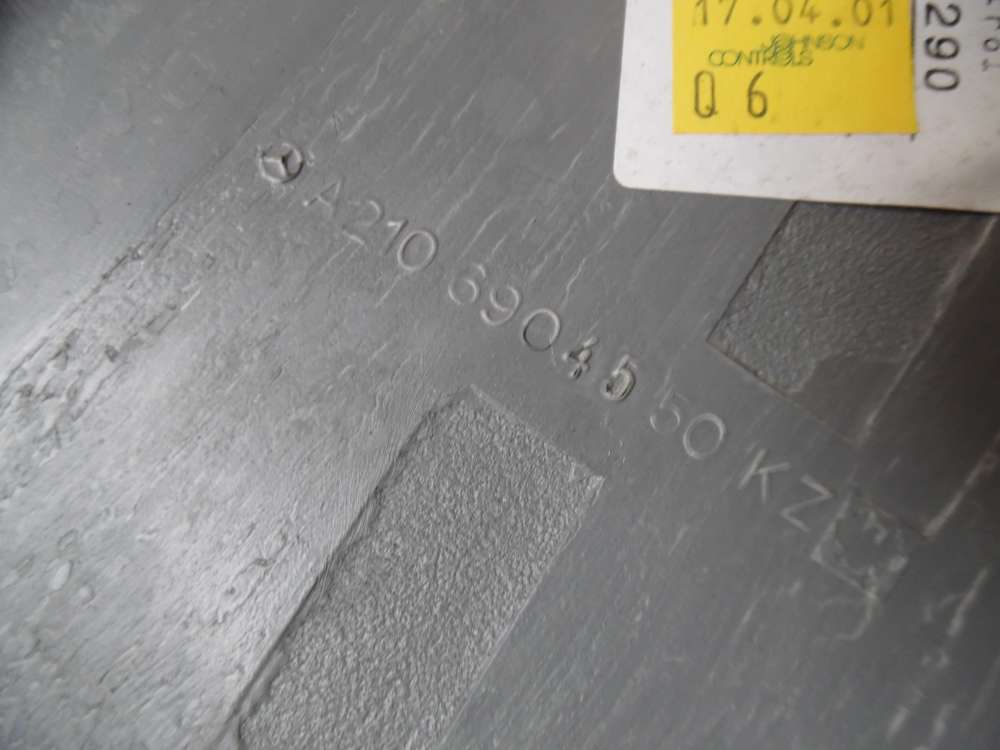 17.04.01
JOHNSON
CONTROLS
Q 6
290
A 210 690 45 50 KZ